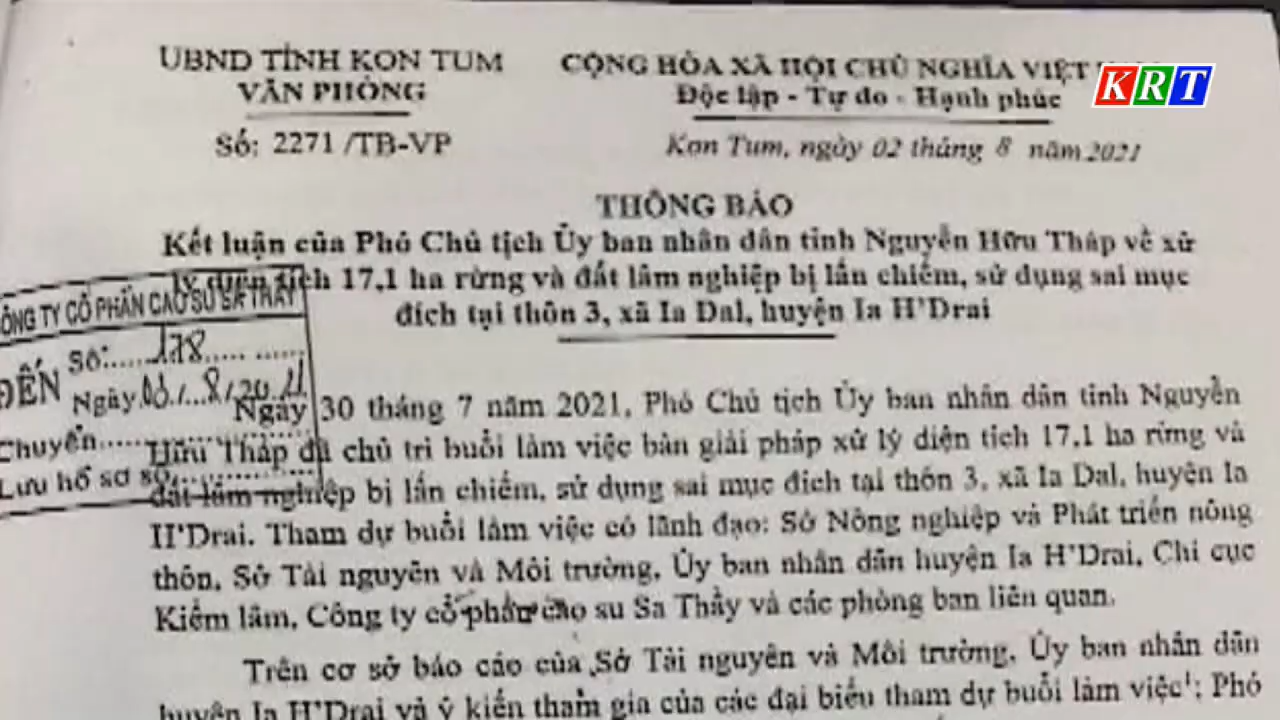 UBND TỈNH KON TUM
VĂN PHÒNG
Số: 2271 /TB-VP
CỘNG HÒA XÃ HỘI CHỦ NGHĨA VIỆT
Độc lập - Tự do - Hạnh phúc
Kon Tum, ngày 02 tháng 8 năm 2021
KRT
THÔNG BÁO
Kết luận của Phó Chủ tịch Ủy ban nhân dân tỉnh Nguyễn Hữu Tháp về xử
lý diện tích 17,1 ha rừng và đất lâm nghiệp bị lấn chiếm, sử dụng sai mục
đích tại thôn 3, xã Ia Dal, huyện Ia H'Drai
CÔNG TY CỔ PHẦN CAO SU SA THẦY
ĐẾN
Số: 178
Ngày
Chuyển
Lưu hồ sơ số
Ngày 30 tháng 7 năm 2021, Phó Chủ tịch Ủy ban nhân dân tỉnh Nguyễn
Hữu Tháp đã chủ trì buổi làm việc bàn giải pháp xử lý diện tích 17,1 ha rừng và
đất lâm nghiệp bị lấn chiếm, sử dụng sai mục đích tại thôn 3, xã Ia Dal, huyện Ia
H'Drai. Tham dự buổi làm việc có lãnh đạo: Sở Nông nghiệp và Phát triển nông
thôn, Sở Tài nguyên và Môi trường, Ủy ban nhân dân huyện Ia H'Drai, Chi cục
Kiểm lâm, Công ty cổ phần cao su Sa Thầy và các phòng ban liên quan.
Trên cơ sở báo cáo của Sở Tài nguyên và Môi trường, Ủy ban nhân dân
huyện Ia H'Drai và ý kiến tham gia của các đại biểu tham dự buổi làm việc¹; Phó